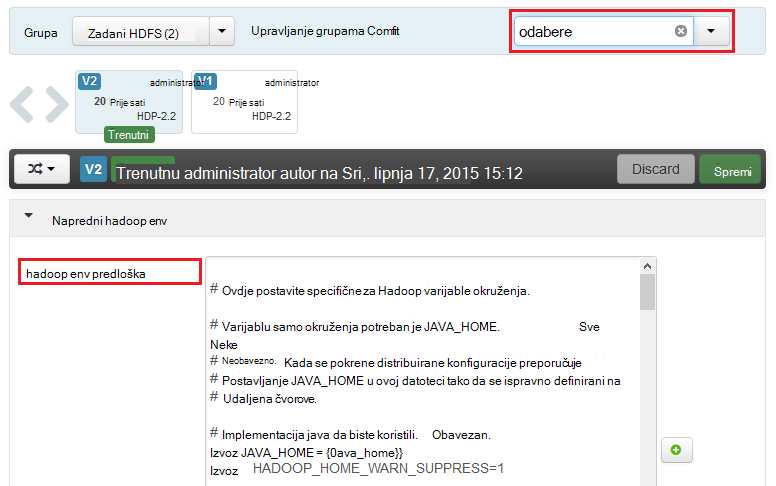 Grupa Zadani HDFS (2) Upravljanje grupama Comfit odabere
V2 administrator V1 administrator
20 Prije sati 20 Prije sati
HDP-2.2 HDP-2.2
Trenutni
V2 Trenutnu administrator autor na Sri,. lipnja 17, 2015 15:12 Discard Spremi
Napredni hadoop env
hadoop env predloška
# Ovdje postavite specifične za Hadoop varijable okruženja.
# Varijablu samo okruženja potreban je JAVA_HOME. Sve
Neke
# Neobavezno. Kada se pokrene distribuirane konfiguracije preporučuje
# Postavljanje JAVA_HOME u ovoj datoteci tako da se ispravno definirani na
# Udaljena čvorove.
# Implementacija java da biste koristili. Obavezan.
Izvoz JAVA_HOME = {0ava_home}}
Izvoz HADOOP_HOME_WARN_SUPPRESS=1